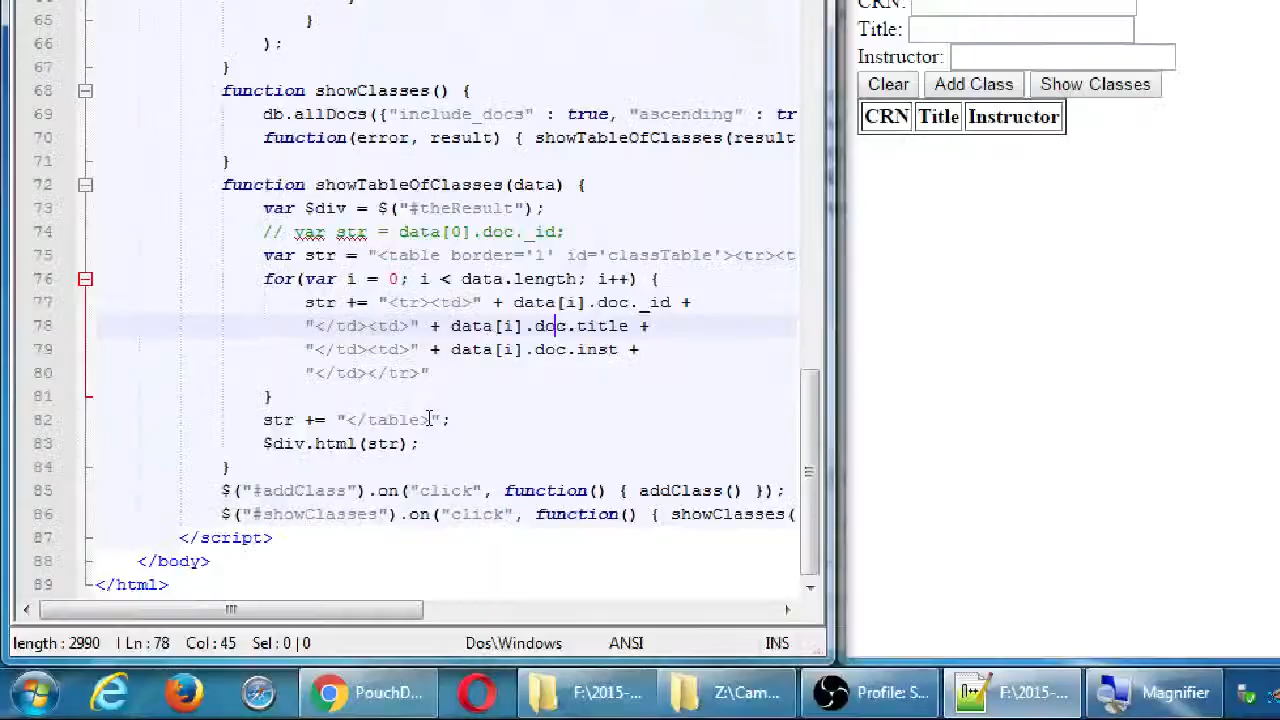 65 }
66 );
67 }
68 function showClasses() {
69 db.allDocs({"include_docs" : true, "ascending" : tr
70 function(error, result) { showTableOfClasses(result
71 }
72 function showTableOfClasses(data) {
73 var $div = $("#theResult");
74 // var str = data[0].doc._id;
75 var str = "<table border='1' id='classTable'><tr><t
76 for(var i = 0; i < data.length; i++) {
77 str += "<tr><td>" + data[i].doc._id +
78 "</td><td>" + data[i].doc.title +
79 "</td><td>" + data[i].doc.inst +
80 "</td></tr>"
81 }
82 str += "</table>";
83 $div.html(str);
84 }
85 $("#addClass").on("click", function() { addClass() });
86 $("#showClasses").on("click", function() { showClasses(
87 </script>
88 </body>
89 </html>
length : 2990 Ln : 78 Col : 45 Sel : 0 | 0 Dos\Windows ANSI INS
CRN:
Title:
Instructor:
Clear Add Class Show Classes
CRN Title Instructor
PouchD... F:\2015-... Z:\Cam... Profile: S... F:\2015-... Magnifier